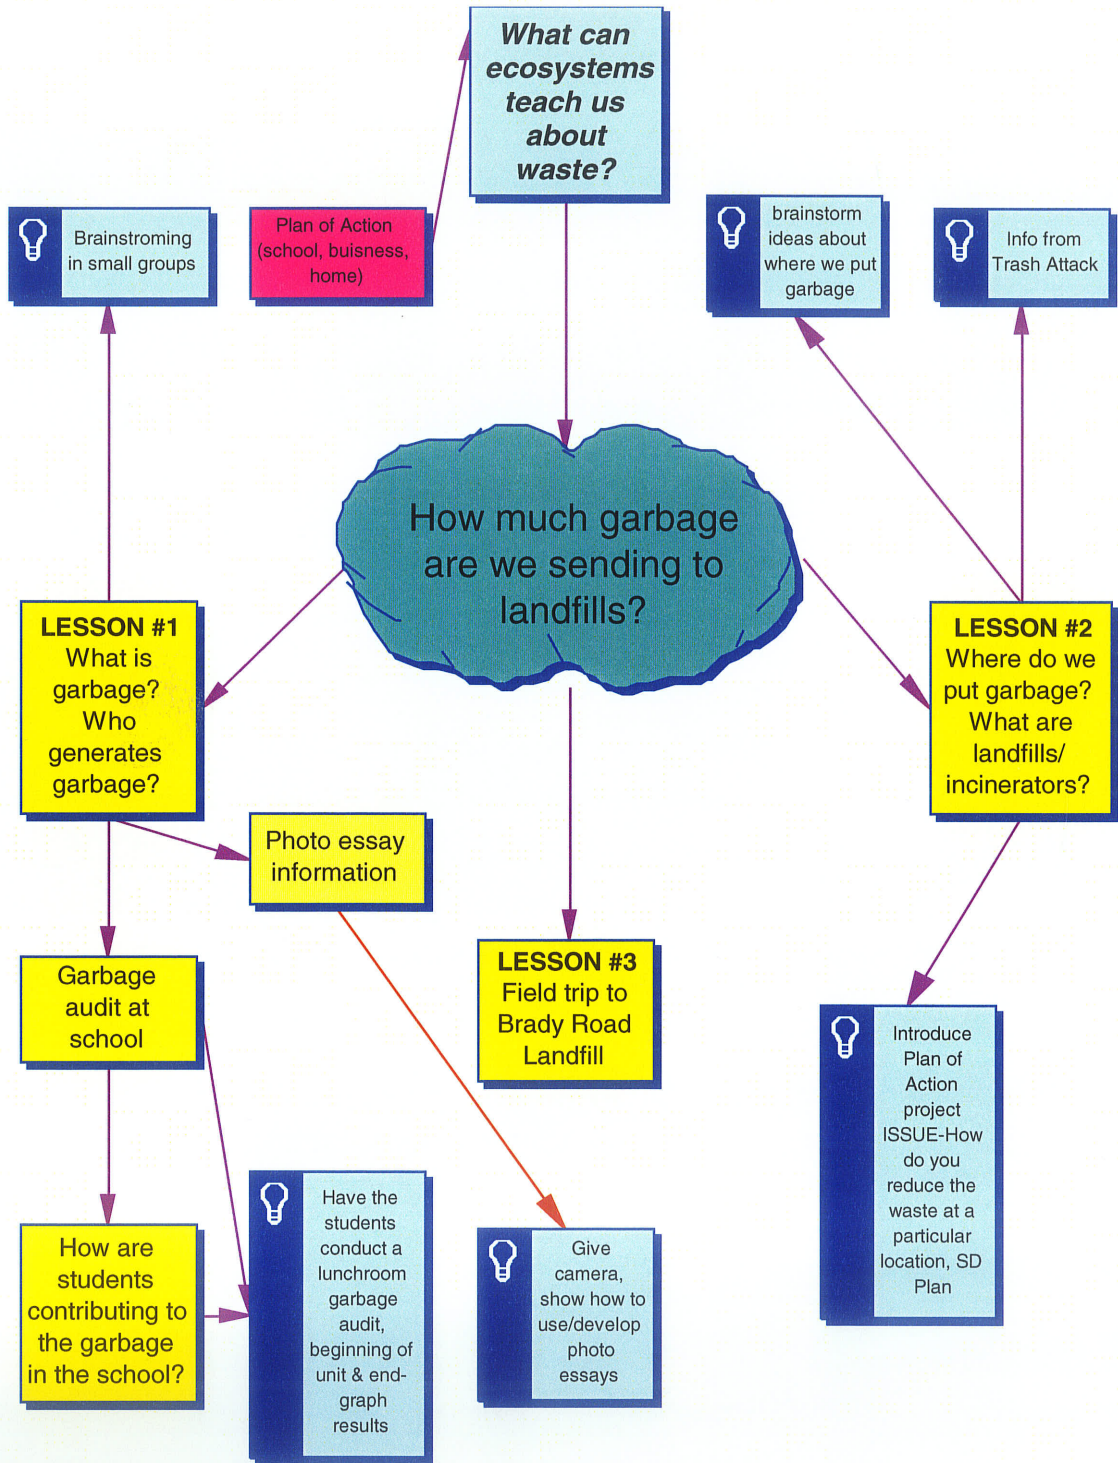 What can
ecosystems
teach us
about
waste?
Brainstroming
in small groups
Plan of Action
(school, buisness,
home)
brainstorm
ideas about
where we put
garbage
Info from
Trash Attack
How much garbage
are we sending to
landfills?
LESSON #1
What is
garbage?
Who
generates
garbage?
LESSON #2
Where do we
put garbage?
What are
landfills/
incinerators?
Photo essay
information
LESSON #3
Field trip to
Brady Road
Landfill
Garbage
audit at
school
Introduce
Plan of
Action
project
ISSUE-How
do you
reduce the
waste at a
particular
location, SD
Plan
How are
students
contributing to
the garbage
in the school?
Have the
students
conduct a
lunchroom
garbage
audit,
beginning of
unit & end-
graph
results
Give
camera,
show how to
use/develop
photo
essays